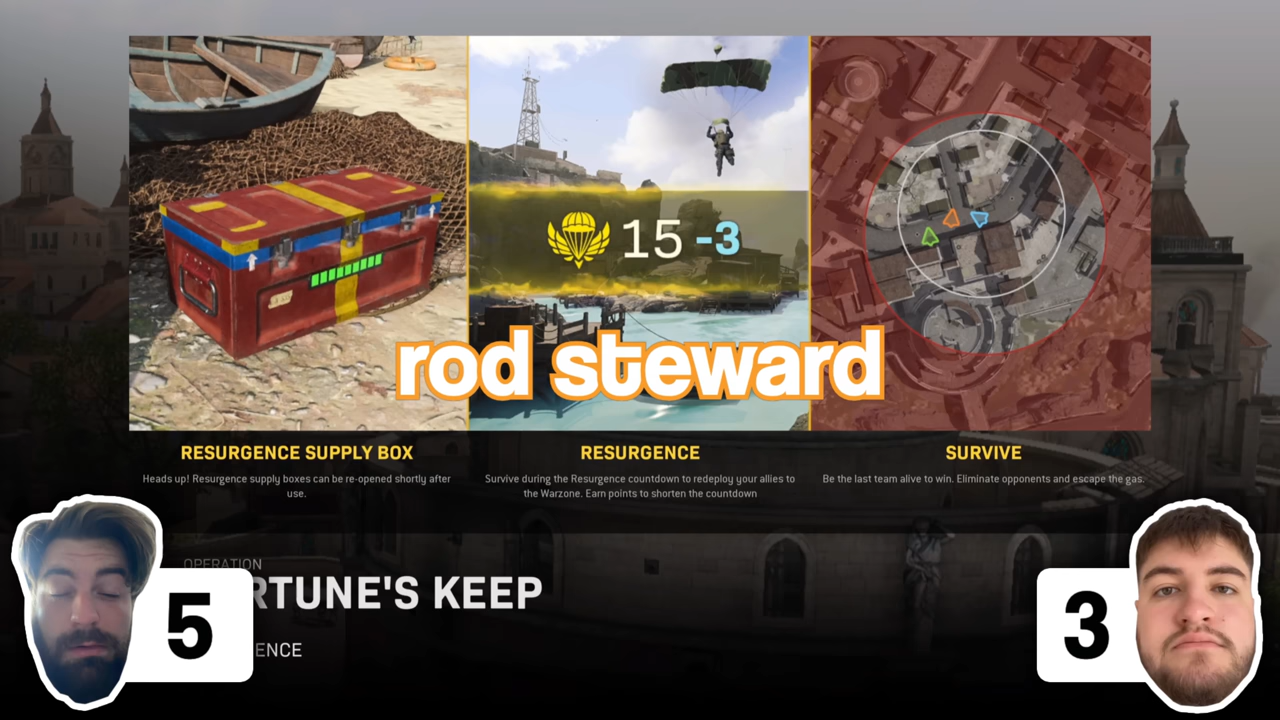 15 -3
rod steward
RESURGENCE SUPPLY BOX
Heads up! Resurgence supply boxes can be re-opened shortly after
use.
RESURGENCE
Survive during the Resurgence countdown to redeploy your allies to
the Warzone. Earn points to shorten the countdown
SURVIVE
Be the last team alive to win. Eliminate opponents and escape the gas.
OPERATION
RTUNE'S KEEP
ENCE
5
3